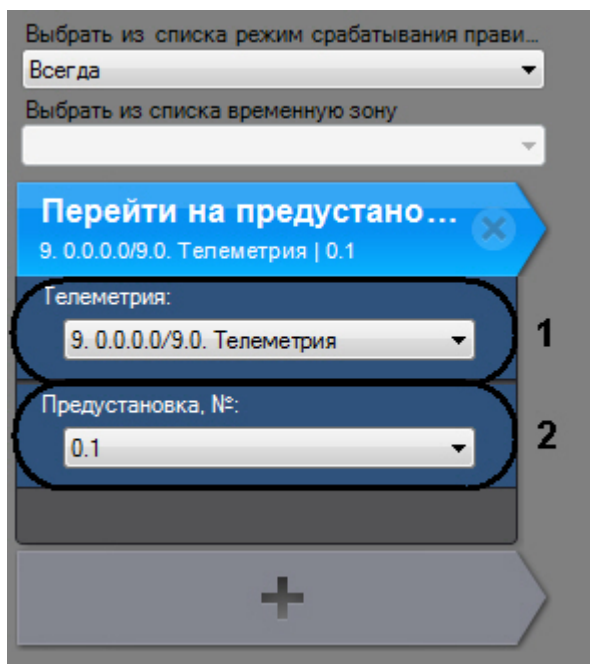 Выбрать из списка режим срабатывания прави...
Всегда
Выбрать из списка временную зону
Перейти на предустано...
9. 0.0.0.0/9.0. Телеметрия | 0.1
Телеметрия:
9. 0.0.0.0/9.0. Телеметрия
1
Предустановка, №:
0.1
2